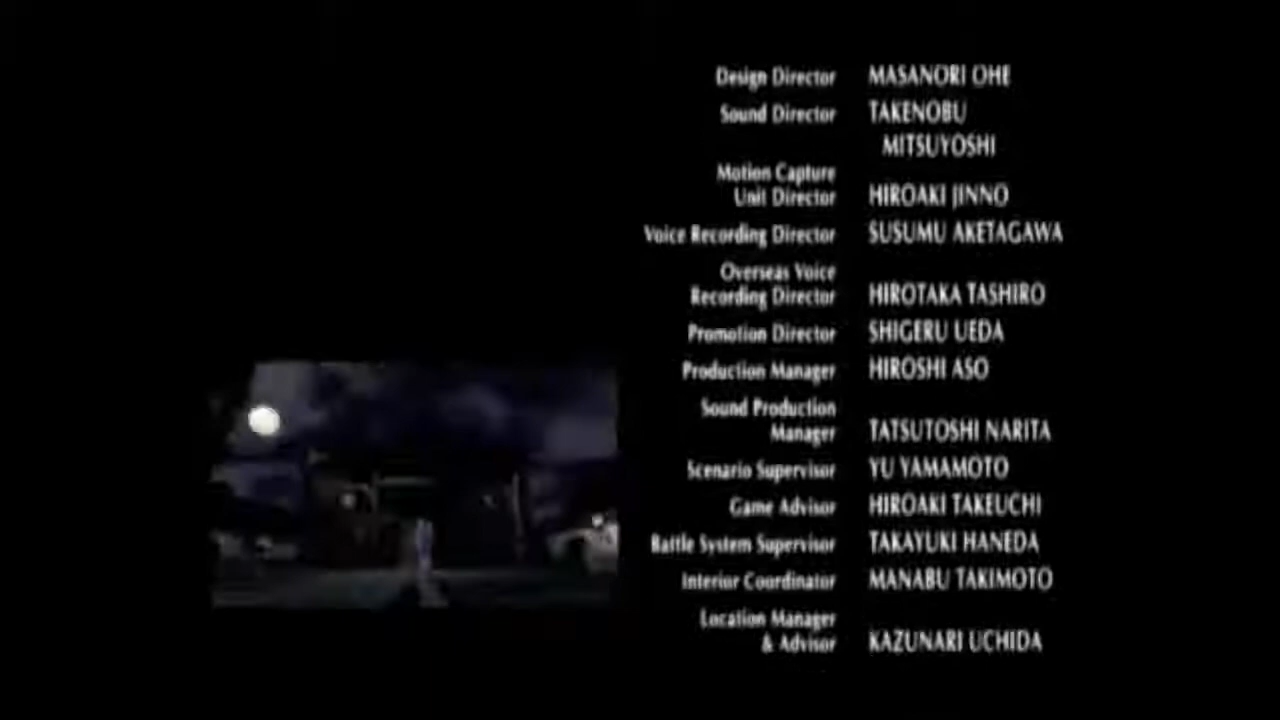 Design Director MASANORI OHE
Sound Director TAKENOBU
MITSUYOSHI
Motion Capture
Unit Director HIROAKI JINNO
Voice Recording Director SUSUMU AKETAGAWA
Overseas Voice
Recording Director HIROTAKA TASHIRO
Promotion Director SHIGERU UEDA
Production Manager HIROSHI ASO
Sound Production
Manager TATSUTOSHI NARITA
Scenario Supervisor YU YAMAMOTO
Game Advisor HIROAKI TAKEUCHI
Battle System Supervisor TAKAYUKI HANEDA
Interior Coordinator MANABU TAKIMOTO
Location Manager
& Advisor KAZUNARI UCHIDA